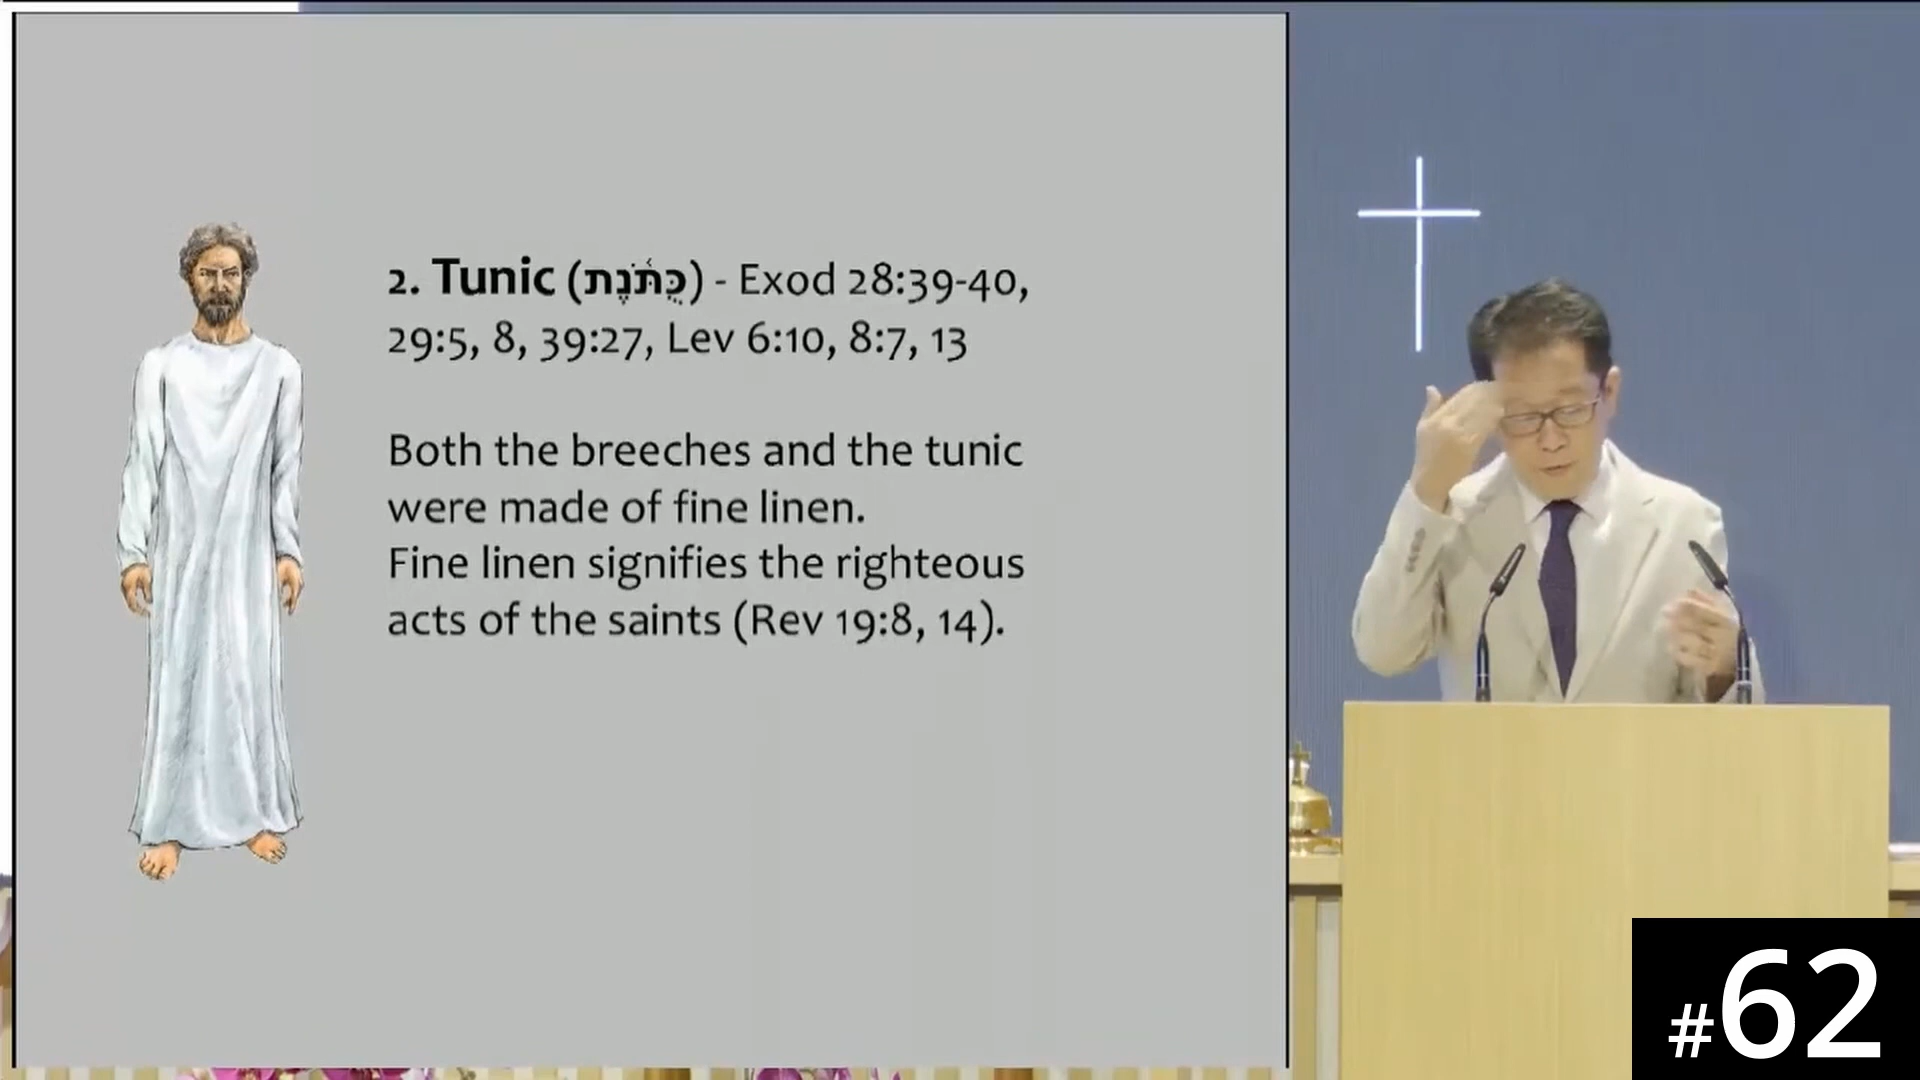 2. Tunic (כֻּתֹּ֫נֶת) - Exod 28:39-40,
29:5, 8, 39:27, Lev 6:10, 8:7, 13
Both the breeches and the tunic
were made of fine linen.
Fine linen signifies the righteous
acts of the saints (Rev 19:8, 14).
#62